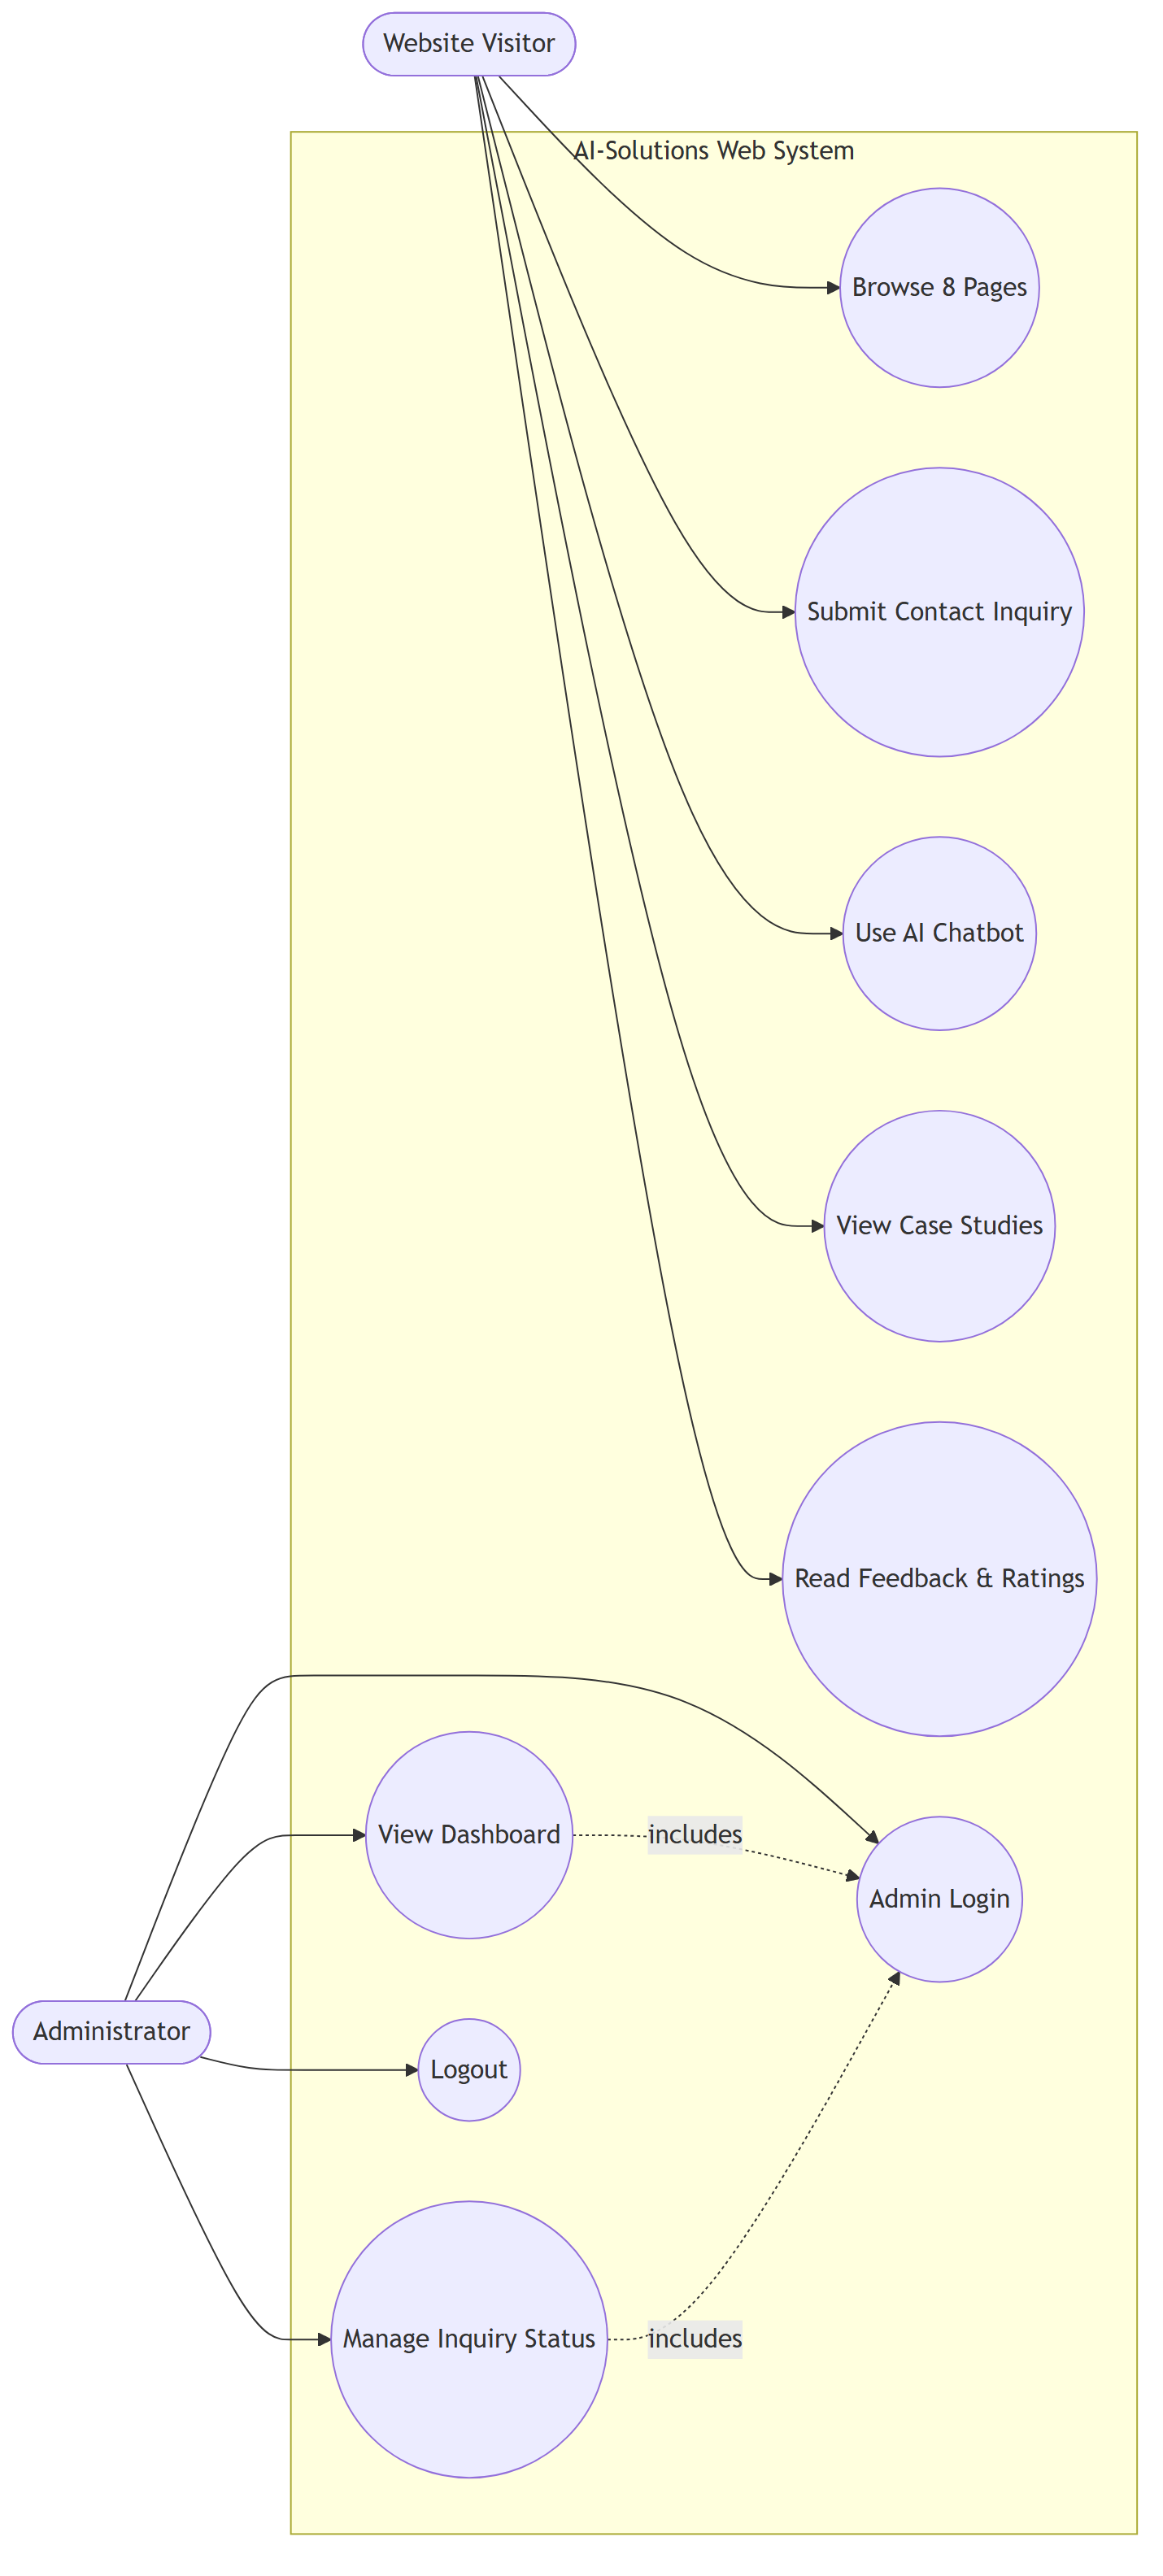 Website Visitor
AI-Solutions Web System
Browse 8 Pages
Submit Contact Inquiry
Use AI Chatbot
View Case Studies
Read Feedback & Ratings
View Dashboard
includes
Admin Login
Administrator
Logout
Manage Inquiry Status
includes